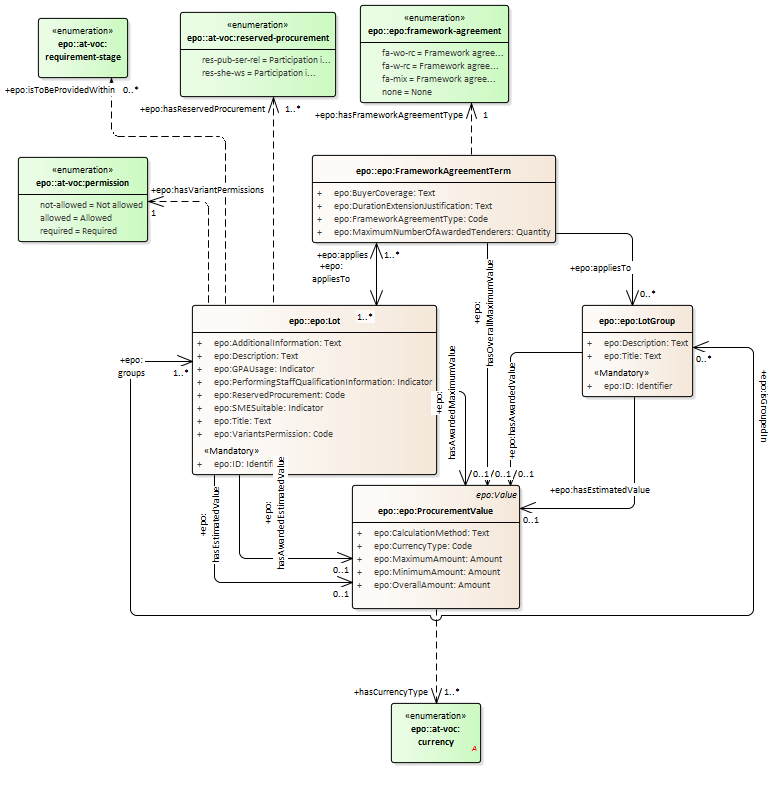 «enumeration»
epo::at-voc:
requirement-stage
«enumeration»
epo::at-voc:reserved-procurement
res-pub-ser-rel = Participation i...
res-she-ws = Participation i...
«enumeration»
epo::epo:framework-agreement
fa-wo-rc = Framework agree...
fa-w-rc = Framework agree...
fa-mix = Framework agree...
none = None
+epo:isToBeProvidedWithin 0..*
+epo:hasReservedProcurement 1..*
+epo:hasFrameworkAgreementType 1
«enumeration»
epo::at-voc:permission
not-allowed = Not allowed
allowed = Allowed
required = Required
+epo:hasVariantPermissions
1
epo::epo:FrameworkAgreementTerm
+ epo:BuyerCoverage: Text
+ epo:DurationExtensionJustification: Text
+ epo:FrameworkAgreementType: Code
+ epo:MaximumNumberOfAwardedTenderers: Quantity
+epo:applies 1..*
+epo:
appliesTo
1..*
+epo:
hasOverallMaximumValue
+epo:appliesTo
0..*
epo::epo:Lot
+ epo:AdditionalInformation: Text
+ epo:Description: Text
+ epo:GPAUsage: Indicator
+ epo:PerformingStaffQualificationInformation: Indicator
+ epo:ReservedProcurement: Code
+ epo:SMESuitable: Indicator
+ epo:Title: Text
+ epo:VariantsPermission: Code
«Mandatory»
+ epo:ID: Identifi
epo::epo:LotGroup
+ epo:Description: Text
+ epo:Title: Text
«Mandatory»
+ epo:ID: Identifier
+epo:
groups
1..*
0..*
+epo:isGroupedIn
+epo:
hasAwardedMaximumValue
+epo:hasAwardedValue
0..1 0..1 0..1
+epo:hasEstimatedValue
0..1
+epo:
hasEstimatedValue
+epo:
hasAwardedEstimatedValue
0..1
0..1
epo:Value
epo::epo:ProcurementValue
+ epo:CalculationMethod: Text
+ epo:CurrencyType: Code
+ epo:MaximumAmount: Amount
+ epo:MinimumAmount: Amount
+ epo:OverallAmount: Amount
+hasCurrencyType 1..*
«enumeration»
epo::at-voc:
currency
A